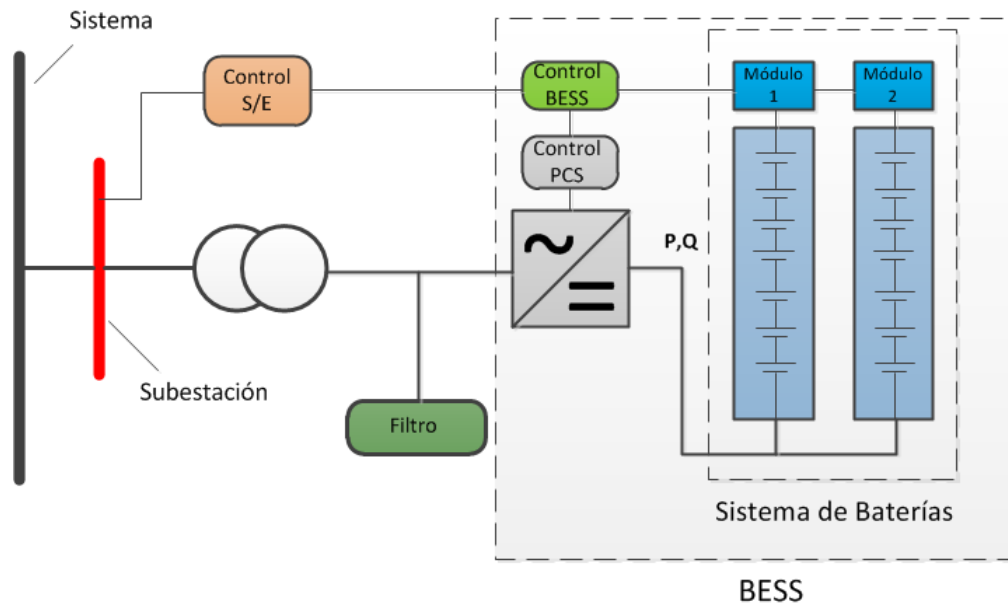 Sistema
Control
S/E
Control
BESS
Módulo
1
Módulo
2
Control
PCS
P,Q
Subestación
Filtro
Sistema de Baterías
BESS